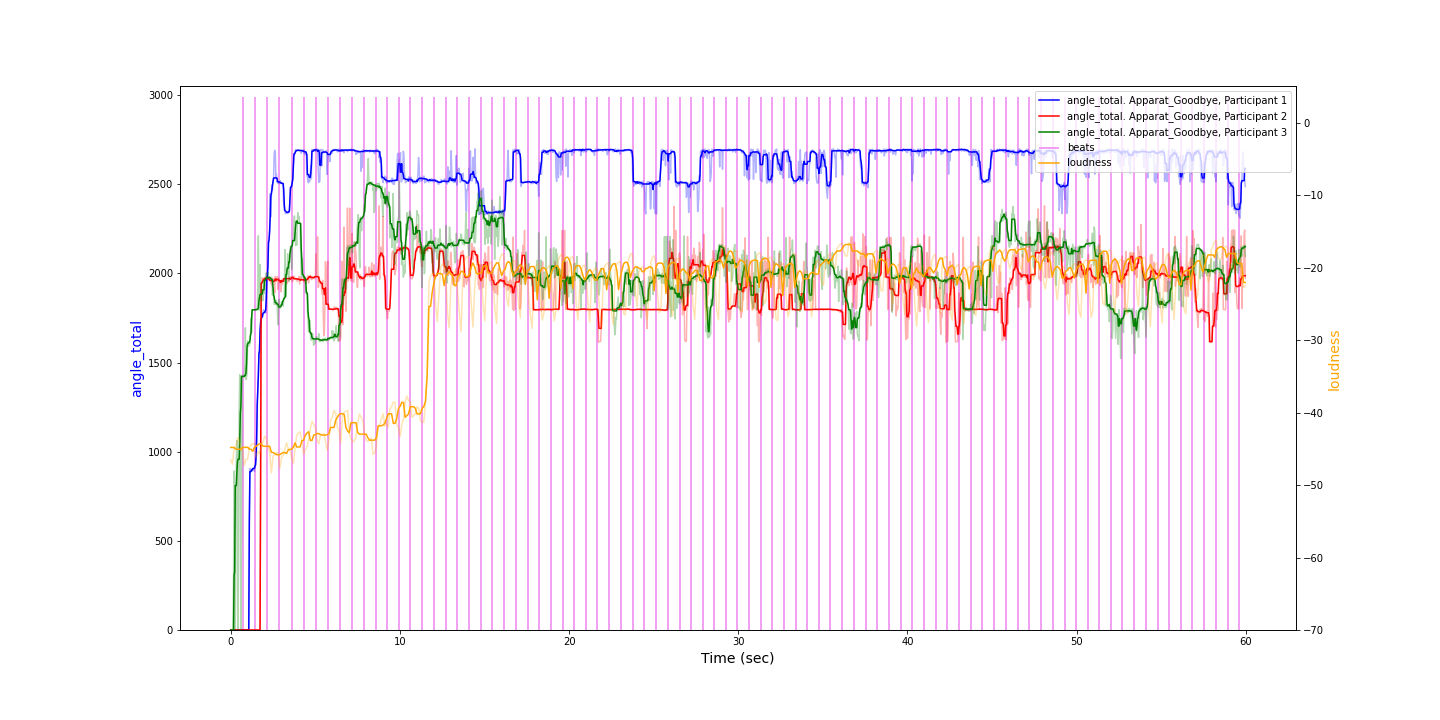 angle_total. Apparat_Goodbye, Participant 1
angle_total. Apparat_Goodbye, Participant 2
angle_total. Apparat_Goodbye, Participant 3
beats
loudness
3000
2500
2000
1500
1000
500
0
angle_total
0
−10
−20
−30
−40
−50
−60
−70
loudness
0 10 20 30 40 50 60
Time (sec)